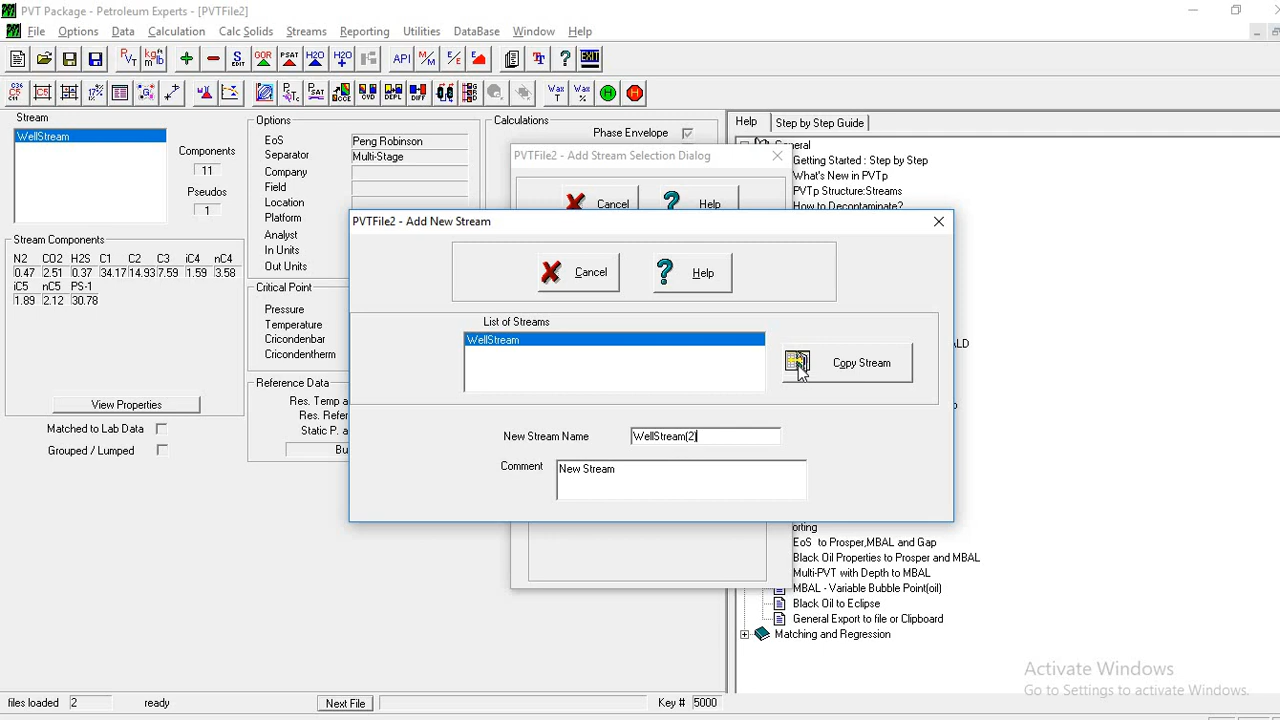 PVT Package - Petroleum Experts - [PVTFile2]
File Options Data Calculation Calc Solids Streams Reporting Utilities DataBase Window Help
Stream
WellStream
Components
11
Pseudos
1
Stream Components
N2 CO2 H2S C1 C2 C3 iC4 nC4
0.47 2.51 0.37 34.17 14.93 7.59 1.59 3.58
iC5 nC5 PS-1
1.89 2.12 30.78
View Properties
Matched to Lab Data
Grouped / Lumped
Options
EoS Peng Robinson
Separator Multi-Stage
Company
Field
Location
Platform
Analyst
In Units
Out Units
Critical Point
Pressure
Temperature
Cricondenbar
Cricondentherm
Reference Data
Res. Temp a
Res. Refer
Static P. a
Bu
Calculations
Phase Envelope
PVTFile2 - Add Stream Selection Dialog
Cancel Help
PVTFile2 - Add New Stream
Cancel Help
List of Streams
WellStream
Copy Stream
New Stream Name WellStream(2)
Comment New Stream
Help Step by Step Guide
General
Getting Started : Step by Step
What's New in PVTp
PVTp Structure:Streams
How to Decontaminate?
ALD
orting
EoS to Prosper,MBAL and Gap
Black Oil Properties to Prosper and MBAL
Multi-PVT with Depth to MBAL
MBAL - Variable Bubble Point(oil)
Black Oil to Eclipse
General Export to file or Clipboard
Matching and Regression
Activate Windows
Go to Settings to activate Windows.
files loaded 2 ready Next File Key # 5000